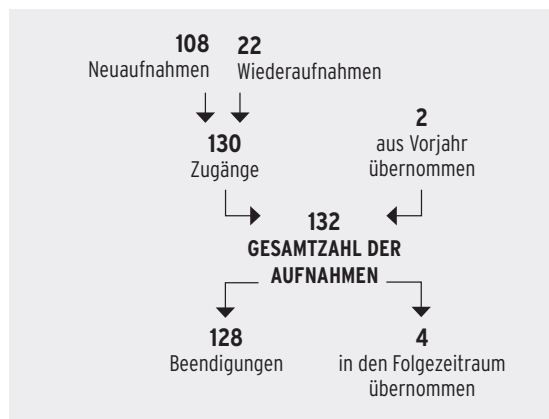 108
Neuaufnahmen
22
Wiederaufnahmen
130
Zugänge
2
aus Vorjahr
übernommen
132
GESAMTZAHL DER
AUFNAHMEN
128
Beendigungen
4
in den Folgezeitraum
übernommen